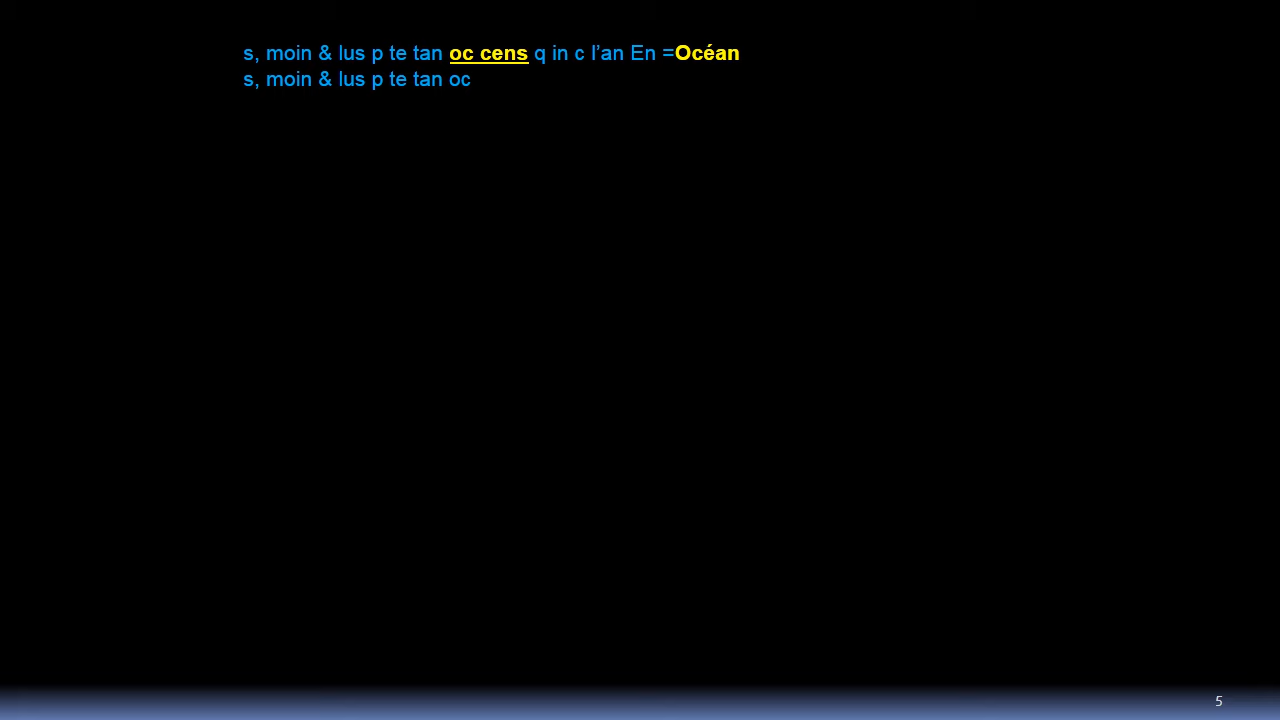 s, moin & lus p te tan oc cens q in c l’an En =Océan
s, moin & lus p te tan oc
5